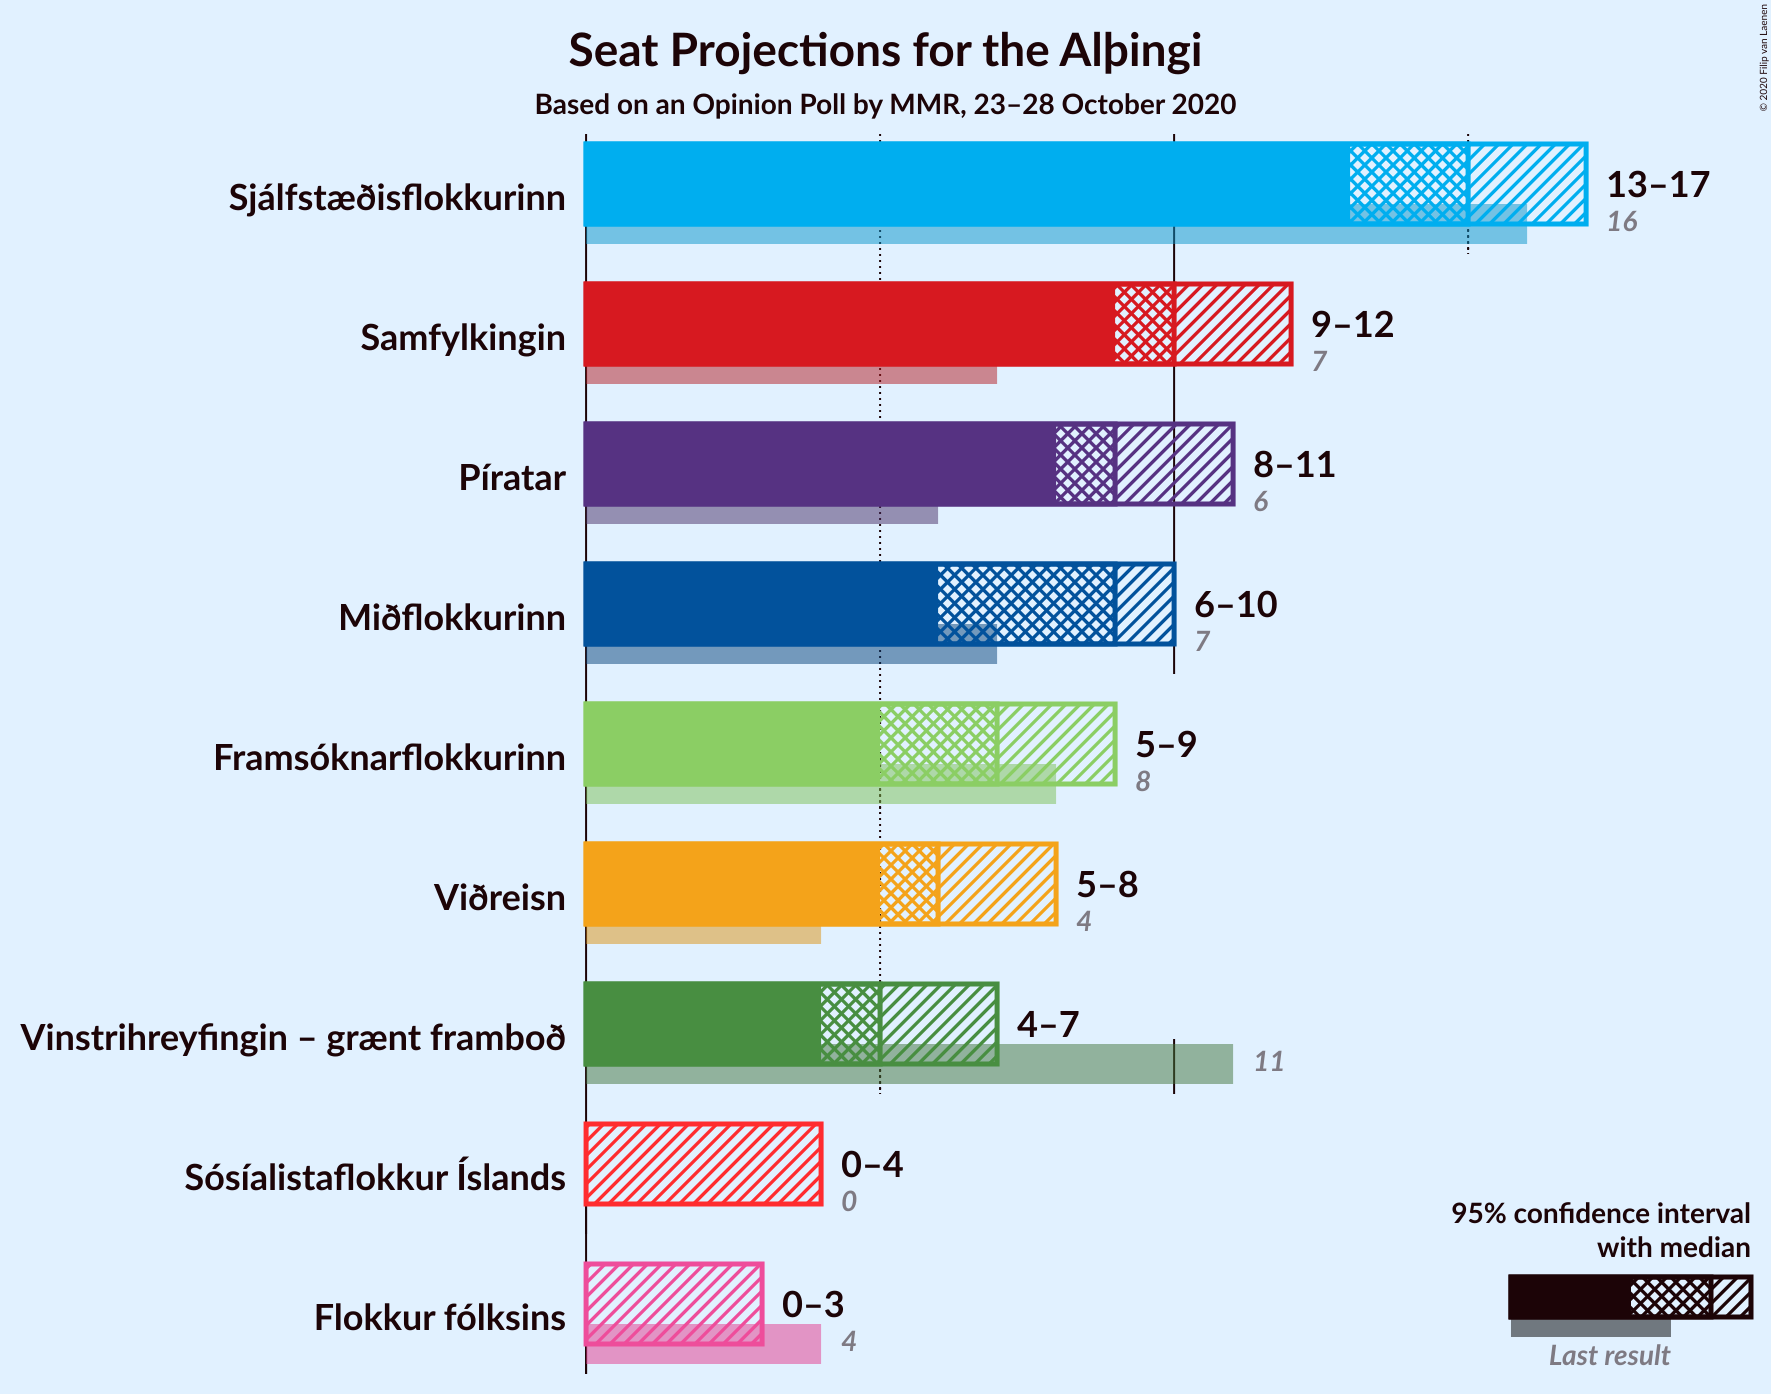 Seat Projections for the Alþingi
Based on an Opinion Poll by MMR, 23–28 October 2020
© 2020 Filip van Laenen
Sjálfstæðisflokkurinn
13–17
16
Samfylkingin
9–12
7
Píratar
8–11
6
Miðflokkurinn
6–10
7
Framsóknarflokkurinn
5–9
8
Viðreisn
5–8
4
Vinstrihreyfingin – grænt framboð
4–7
11
Sósíalistaflokkur Íslands
0–4
0
Flokkur fólksins
0–3
4
95% confidence interval
with median
Last result